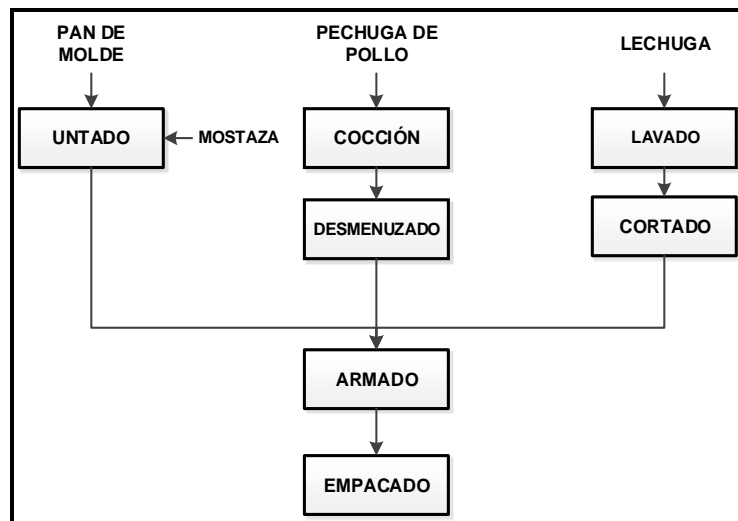 PAN DE
MOLDE
PECHUGA DE
POLLO
LECHUGA
UNTADO
MOSTAZA
COCCIÓN
LAVADO
DESMENUZADO
CORTADO
ARMADO
EMPACADO